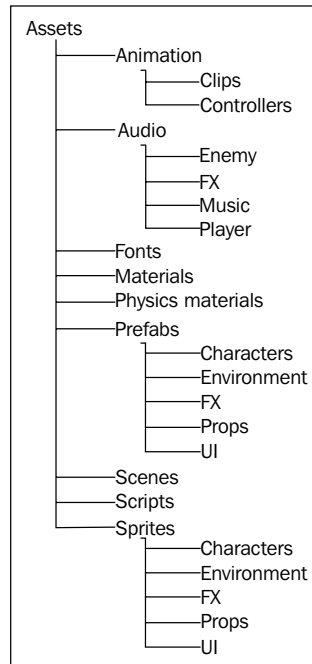 Assets
Animation
Clips
Controllers
Audio
Enemy
FX
Music
Player
Fonts
Materials
Physics materials
Prefabs
Characters
Environment
FX
Props
UI
Scenes
Scripts
Sprites
Characters
Environment
FX
Props
UI